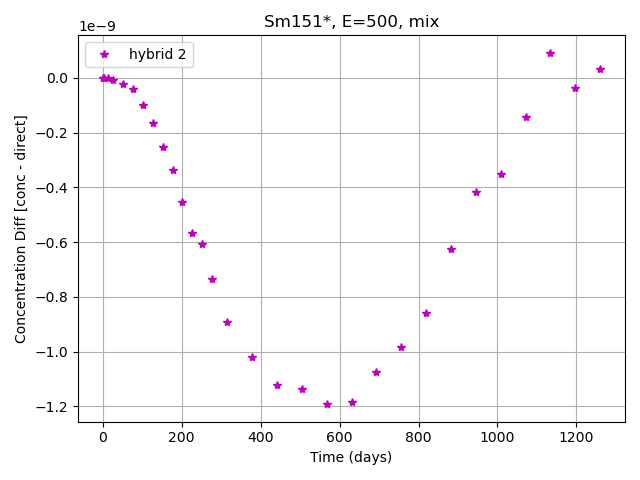 Sm151*, E=500, mix
1e−9
hybrid 2
0.0
−0.2
−0.4
−0.6
−0.8
−1.0
−1.2
Concentration Diff [conc - direct]
0 200 400 600 800 1000 1200
Time (days)